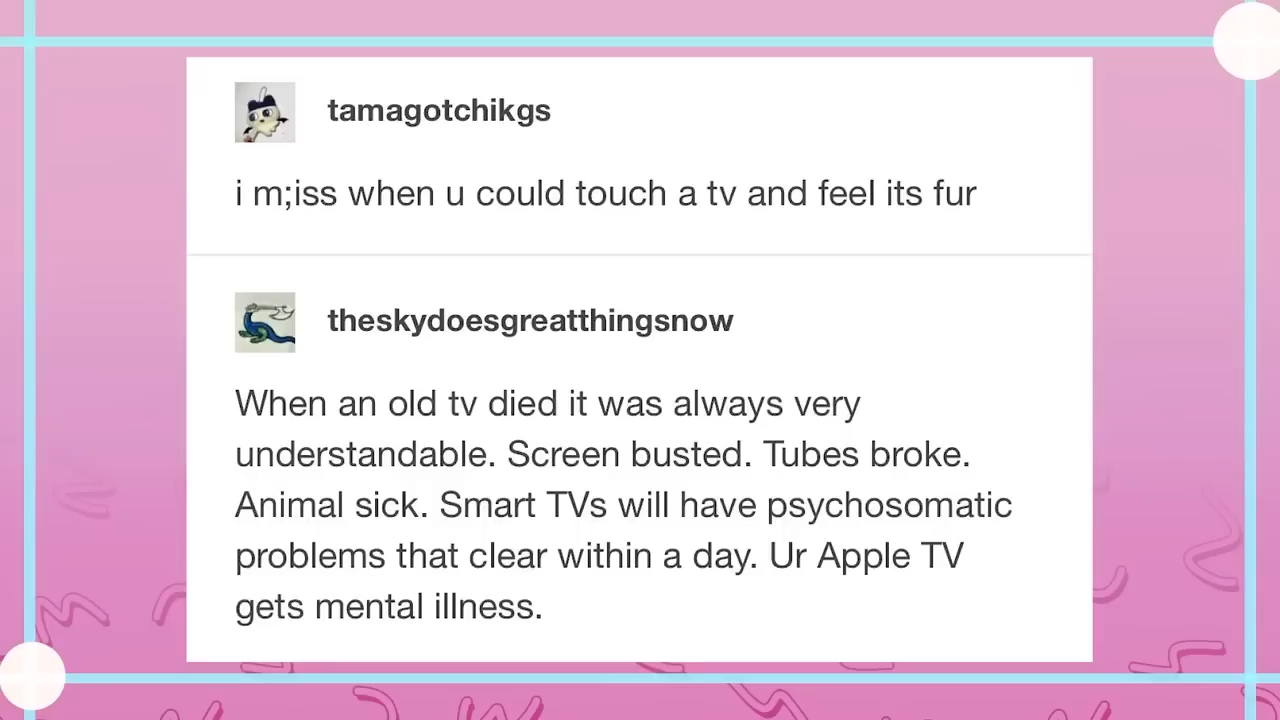 tamagotchikgs
i m;iss when u could touch a tv and feel its fur
theskydoesgreatthingsnow
When an old tv died it was always very
understandable. Screen busted. Tubes broke.
Animal sick. Smart TVs will have psychosomatic
problems that clear within a day. Ur Apple TV
gets mental illness.